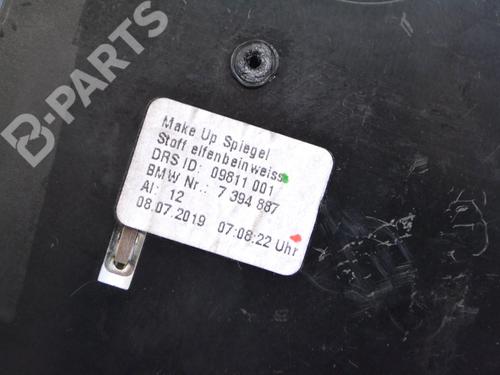 B-PARTS
Make Up Spiegel
Stoff elfenbeinweiss
DRS ID: 09811 001
BMW Nr.: 7 394 887
AI: 12
08.07.2019 07:08:22 Uhr
B-PARTS